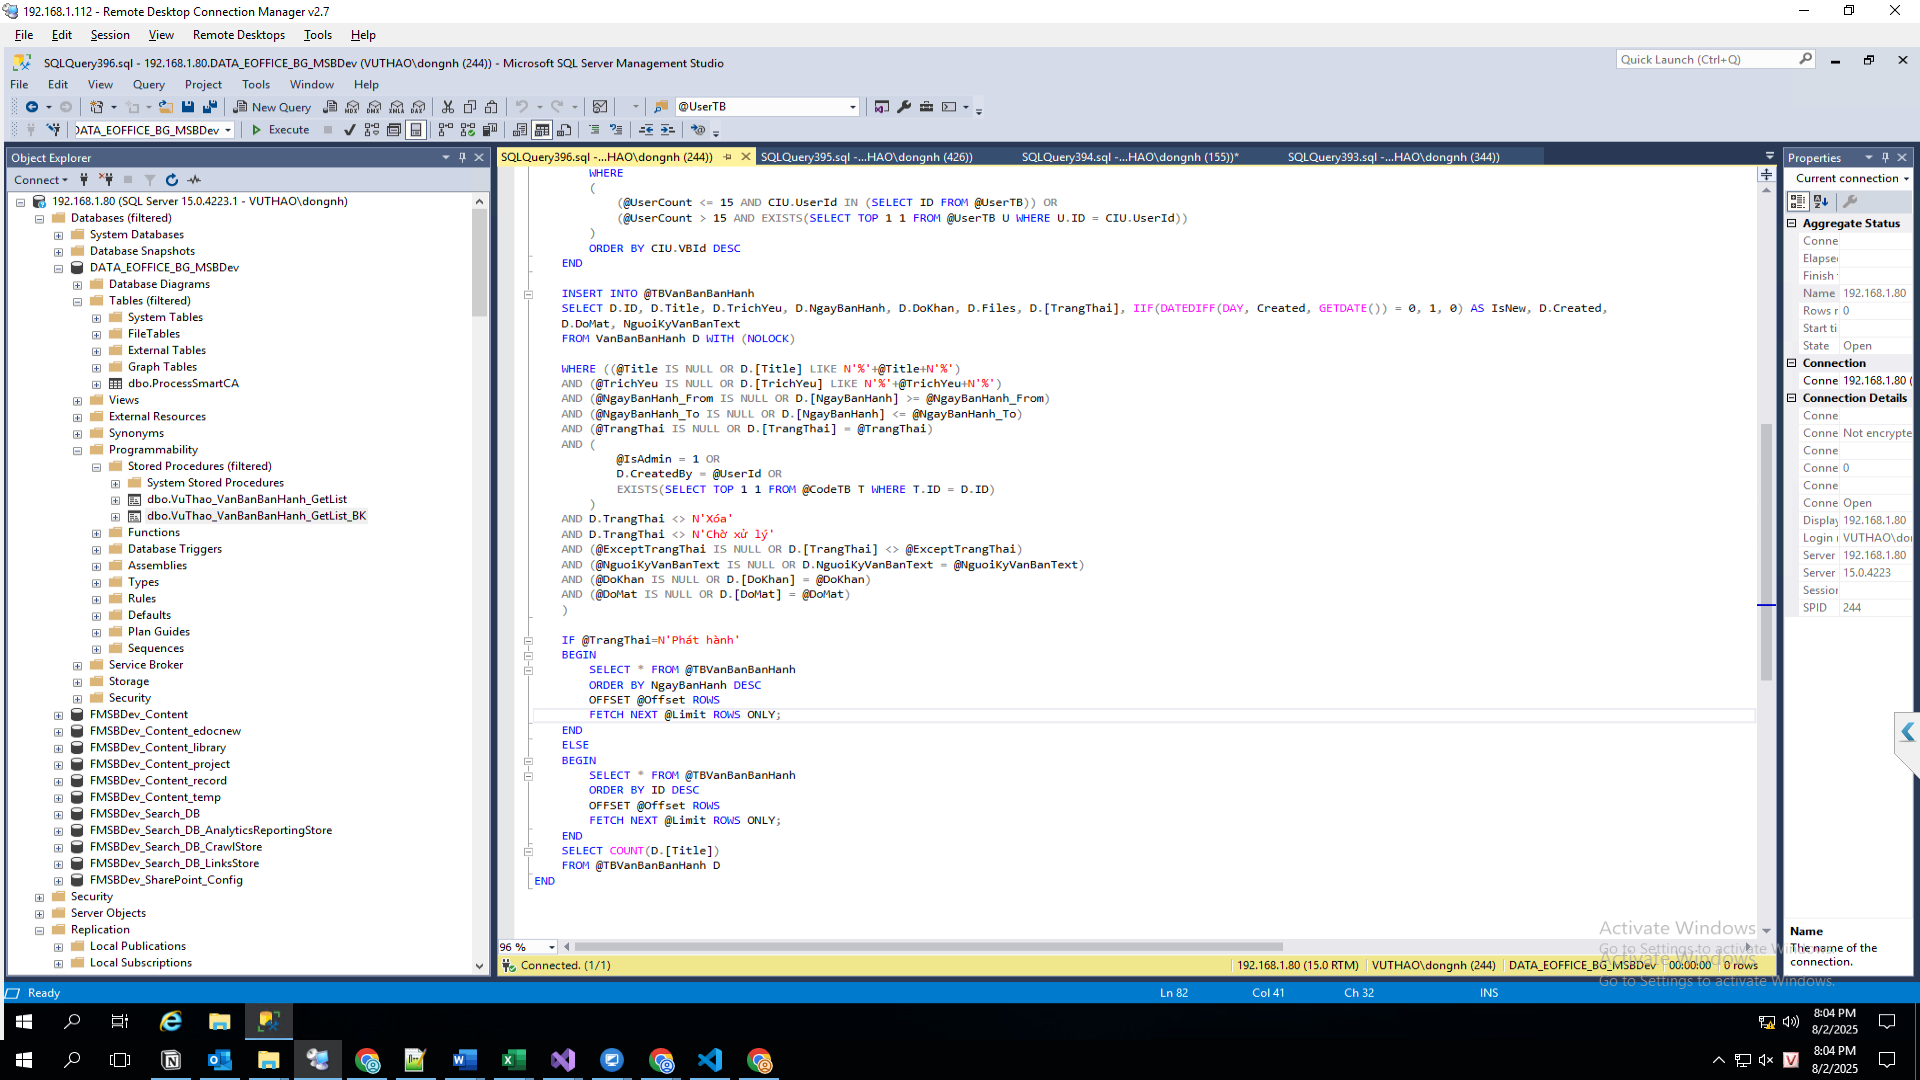 192.168.1.112 - Remote Desktop Connection Manager v2.7
File Edit Session View Remote Desktops Tools Help
SQLQuery396.sql - 192.168.1.80.DATA_EOFFICE_BG_MSBDev (VUTHAO\dongnh (244)) - Microsoft SQL Server Management Studio
Quick Launch (Ctrl+Q)
File Edit View Query Project Tools Window Help
New Query
@UserTB
DATA_EOFFICE_BG_MSBDev
Execute
Object Explorer
Connect
192.168.1.80 (SQL Server 15.0.4223.1 - VUTHAO\dongnh)
Databases (filtered)
System Databases
Database Snapshots
DATA_EOFFICE_BG_MSBDev
Database Diagrams
Tables (filtered)
System Tables
FileTables
External Tables
Graph Tables
dbo.ProcessSmartCA
Views
External Resources
Synonyms
Programmability
Stored Procedures (filtered)
System Stored Procedures
dbo.VuThao_VanBanBanHanh_GetList
dbo.VuThao_VanBanBanHanh_GetList_BK
Functions
Database Triggers
Assemblies
Types
Rules
Defaults
Plan Guides
Sequences
Service Broker
Storage
Security
FMSBDev_Content
FMSBDev_Content_edocnew
FMSBDev_Content_library
FMSBDev_Content_project
FMSBDev_Content_record
FMSBDev_Content_temp
FMSBDev_Search_DB
FMSBDev_Search_DB_AnalyticsReportingStore
FMSBDev_Search_DB_CrawlStore
FMSBDev_Search_DB_LinksStore
FMSBDev_SharePoint_Config
Security
Server Objects
Replication
Local Publications
Local Subscriptions
SQLQuery396.sql -...HAO\dongnh (244))
SQLQuery395.sql -...HAO\dongnh (426))
SQLQuery394.sql -...HAO\dongnh (155))*
SQLQuery393.sql -...HAO\dongnh (344))
WHERE
(
(@UserCount <= 15 AND CIU.UserId IN (SELECT ID FROM @UserTB)) OR
(@UserCount > 15 AND EXISTS(SELECT TOP 1 1 FROM @UserTB U WHERE U.ID = CIU.UserId))
)
ORDER BY CIU.VBId DESC
END
INSERT INTO @TBVanBanBanHanh
SELECT D.ID, D.Title, D.TrichYeu, D.NgayBanHanh, D.DoKhan, D.Files, D.[TrangThai], IIF(DATEDIFF(DAY, Created, GETDATE()) = 0, 1, 0) AS IsNew, D.Created,
D.DoMat, NguoiKyVanBanText
FROM VanBanBanHanh D WITH (NOLOCK)
WHERE ((@Title IS NULL OR D.[Title] LIKE N'%'+@Title+N'%')
AND (@TrichYeu IS NULL OR D.[TrichYeu] LIKE N'%'+@TrichYeu+N'%')
AND (@NgayBanHanh_From IS NULL OR D.[NgayBanHanh] >= @NgayBanHanh_From)
AND (@NgayBanHanh_To IS NULL OR D.[NgayBanHanh] <= @NgayBanHanh_To)
AND (@TrangThai IS NULL OR D.[TrangThai] = @TrangThai)
AND (
@IsAdmin = 1 OR
D.CreatedBy = @UserId OR
EXISTS(SELECT TOP 1 1 FROM @CodeTB T WHERE T.ID = D.ID)
)
AND D.TrangThai <> N'Xóa'
AND D.TrangThai <> N'Chờ xử lý'
AND (@ExceptTrangThai IS NULL OR D.[TrangThai] <> @ExceptTrangThai)
AND (@NguoiKyVanBanText IS NULL OR D.NguoiKyVanBanText = @NguoiKyVanBanText)
AND (@DoKhan IS NULL OR D.[DoKhan] = @DoKhan)
AND (@DoMat IS NULL OR D.[DoMat] = @DoMat)
)
IF @TrangThai=N'Phát hành'
BEGIN
SELECT * FROM @TBVanBanBanHanh
ORDER BY NgayBanHanh DESC
OFFSET @Offset ROWS
FETCH NEXT @Limit ROWS ONLY;
END
ELSE
BEGIN
SELECT * FROM @TBVanBanBanHanh
ORDER BY ID DESC
OFFSET @Offset ROWS
FETCH NEXT @Limit ROWS ONLY;
END
SELECT COUNT(D.[Title])
FROM @TBVanBanBanHanh D
END
96 %
Connected. (1/1)
192.168.1.80 (15.0 RTM)
VUTHAO\dongnh (244)
DATA_EOFFICE_BG_MSBDev
00:00:00
0 rows
Properties
Current connection
Aggregate Status
Conne
Elapse
Finish
Name 192.168.1.80
Rows r 0
Start ti
State Open
Connection
Conne 192.168.1.80 (
Connection Details
Conne
Conne Not encrypte
Conne
Conne 0
Conne
Conne Open
Display 192.168.1.80
Login VUTHAO\do
Server 192.168.1.80
Server 15.0.4223
Session
SPID 244
Name
The name of the
connection.
Activate Windows
Go to Settings to activate Windows.
Activate Windows
Go to Settings to activate Windows.
Ready
Ln 82
Col 41
Ch 32
INS
8:04 PM
8/2/2025
8:04 PM
8/2/2025